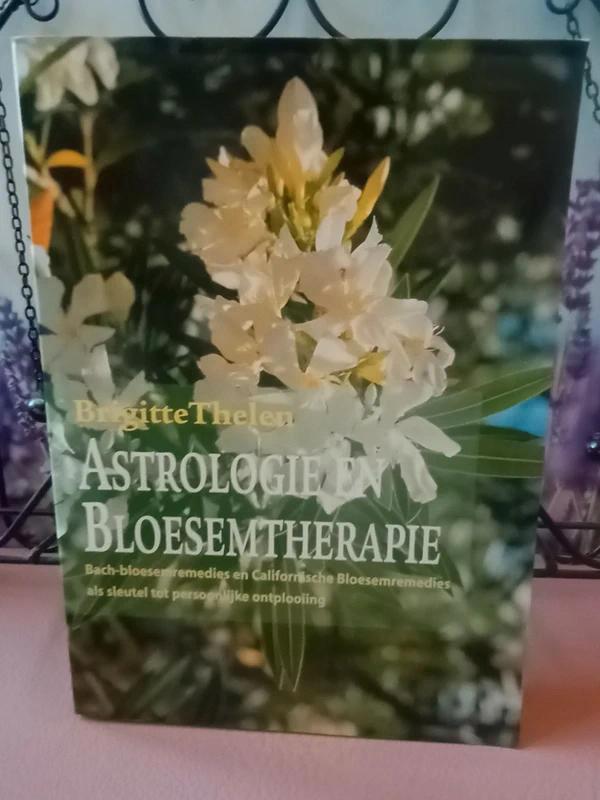 Brigitte Thelen
ASTROLOGIE EN
BLOESEMTHERAPIE
Bach-bloesemremedies en Californische Bloesemremedies
als sleutel tot persoonlijke ontplooiing